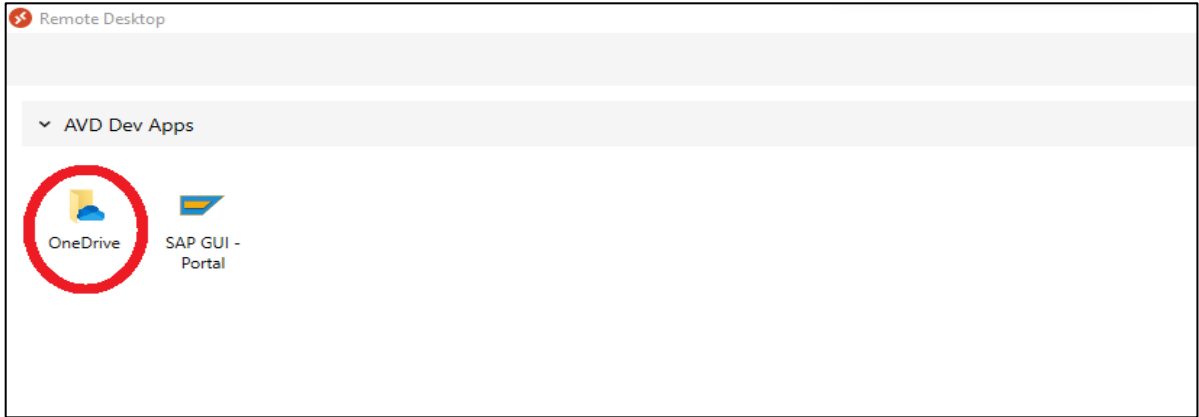 Remote Desktop
AVD Dev Apps
OneDrive
SAP GUI -
Portal